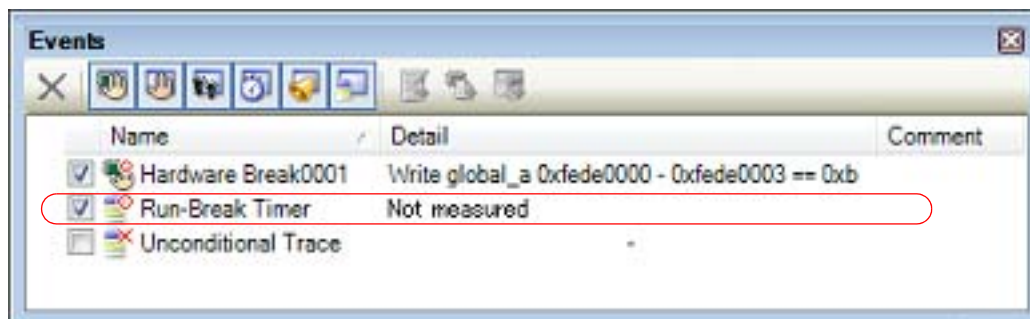 Events
Name Detail Comment
Hardware Break0001 Write global_a 0xfede0000 - 0xfede0003 == 0xb
Run-Break Timer Not measured
Unconditional Trace -